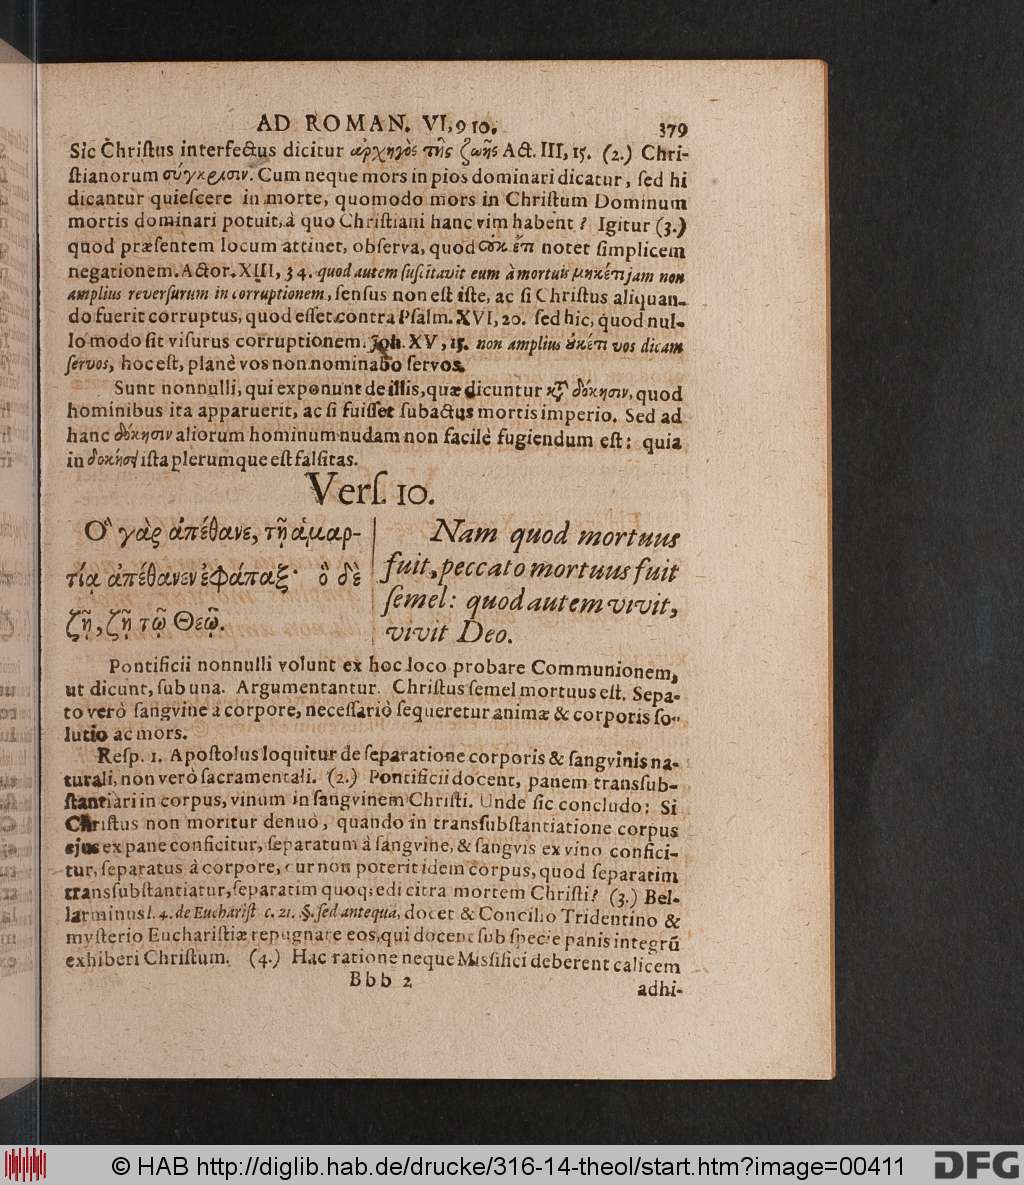 AD ROMAN. VI, 9 10. 379
Sic Chriſtus interfectus dicitur ἀρχηγὸς τῆς ζωῆς Act. III, 15. (2.) Chri-
ſtianorum σύγκρισιν. Cum neque mors in pios dominari dicatur, ſed hi
dicantur quieſcere in morte, quomodo mors in Chriſtum Dominum
mortis dominari potuit, à quo Chriſtiani hanc vim habent? Igitur (3.)
quod præſentem locum attinet, obſerva, quod οὐκ ἔτι notet ſimplicem
negationem. Actor. XIII, 34. quod autem ſuſcitavit eum à mortuis μηκέτι jam non
amplius reverſurum in corruptionem, ſenſus non eſt iſte, ac ſi Chriſtus aliquan-
do fuerit corruptus, quod eſſet contra Pſalm. XVI, 20. ſed hic, quod nul-
lo modo ſit viſurus corruptionem. Joh. XV, 15. non amplius ȣκέτι vos dicam
ſervos, hoc eſt, planè vos non nominabo ſervos.
Sunt nonnulli, qui exponunt de illis, quæ dicuntur κτ̃ δόκησιν, quod
hominibus ita apparuerit, ac ſi fuiſſet ſubactus mortis imperio. Sed ad
hanc δόκησιν aliorum hominum nudam non facilè fugiendum eſt: quia
in δοκήσει iſta plerumque eſt falſitas.
Verſ. 10.
Ὃ γὰρ ἀπέθανε, τῇ ἁμαρ-
τίᾳ ἀπέθανεν ἐφάπαξ· ὃ δὲ
ζῇ, ζῇ τῷ Θεῷ.
Nam quod mortuus
fuit, peccato mortuus fuit
ſemel: quod autem vivit,
vivit Deo.
Pontificii nonnulli volunt ex hoc loco probare Communionem,
ut dicunt, ſub una. Argumentantur. Chriſtus ſemel mortuus eſt. Sepa-
to verò ſangvine à corpore, neceſſariò ſequeretur animæ & corporis ſo-
lutio ac mors.
Reſp. 1. Apoſtolus loquitur de ſeparatione corporis & ſangvinis na-
turali, non verò ſacramentali. (2.) Pontificii docent, panem transſub-
ſtantiari in corpus, vinum in ſangvinem Chriſti. Unde ſic concludo: Si
Chriſtus non moritur denuò, quando in transſubſtantiatione corpus
ejus ex pane conficitur, ſeparatum à ſangvine, & ſangvis ex vino confici-
tur, ſeparatus à corpore, cur non poterit idem corpus, quod ſeparatim
transſubſtantiatur, ſeparatim quoq; edi citra mortem Chriſti? (3.) Bel-
larminus l. 4. de Euchariſt c. 21. §. ſed antequã, docet & Concilio Tridentino &
myſterio Euchariſtiæ repugnare eos, qui docent ſub ſpecie panis integrũ
exhiberi Chriſtum. (4.) Hac ratione neque Misſifici deberent calicem
Bbb 2 adhi-
© HAB http://diglib.hab.de/drucke/316-14-theol/start.htm?image=00411 DFG